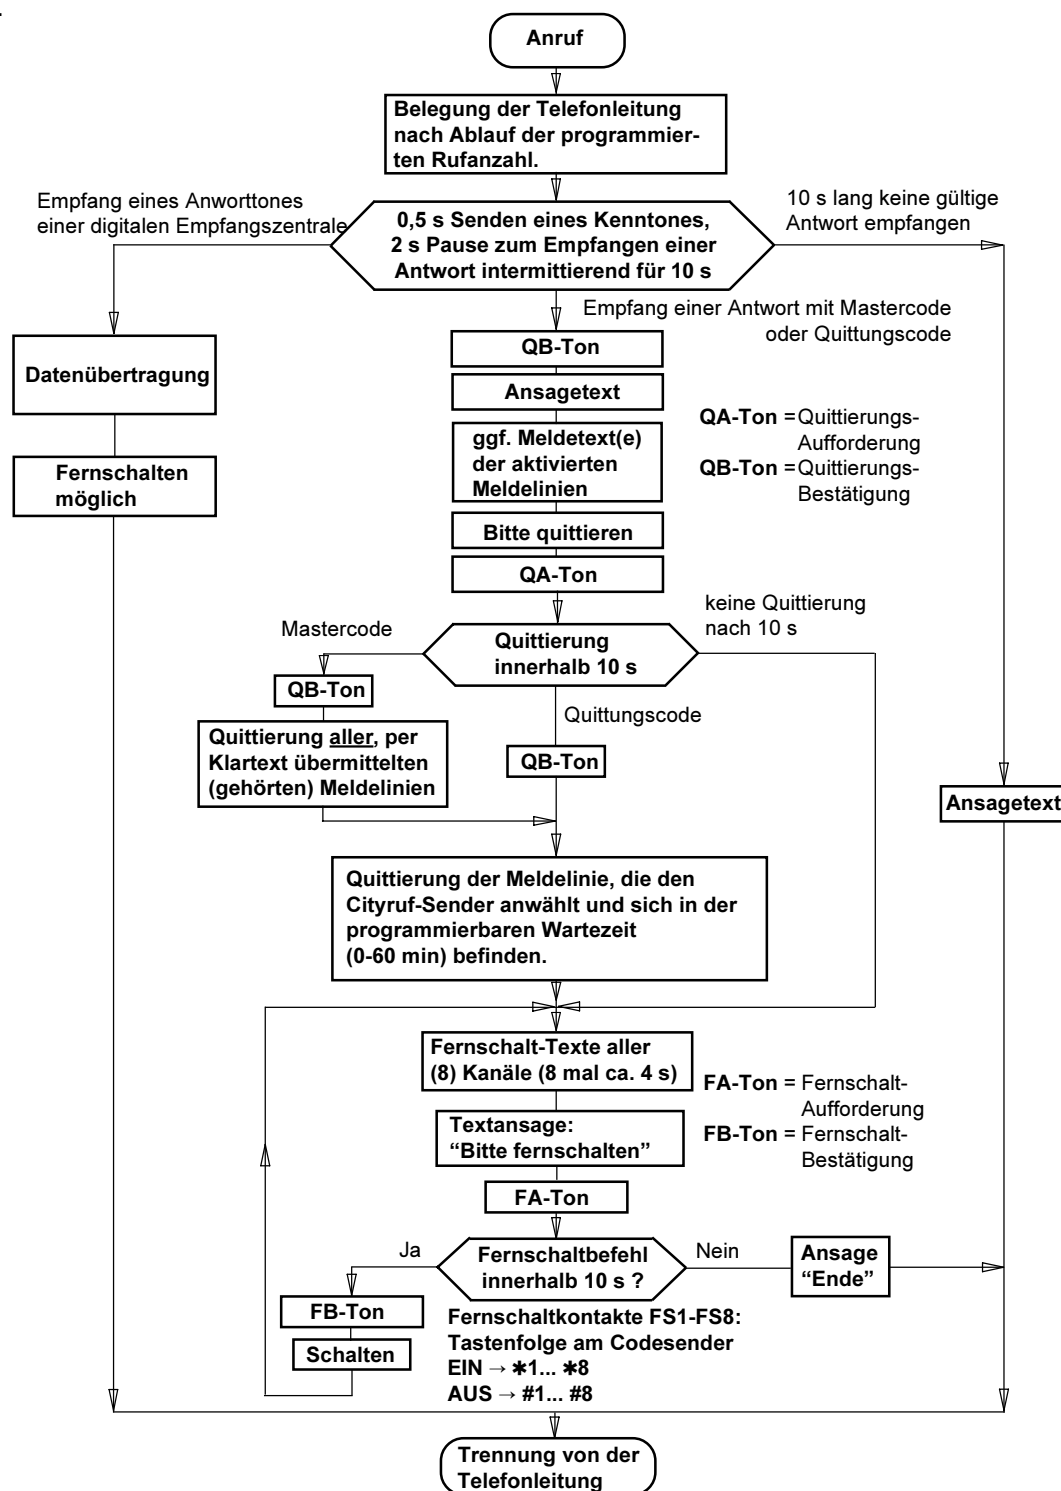 Anruf
Belegung der Telefonleitung
nach Ablauf der programmier-
ten Rufanzahl.
Empfang eines Anworttones
einer digitalen Empfangszentrale
0,5 s Senden eines Kenntones,
2 s Pause zum Empfangen einer
Antwort intermittierend für 10 s
10 s lang keine gültige
Antwort empfangen
Empfang einer Antwort mit Mastercode
oder Quittungscode
Datenübertragung
Fernschalten
möglich
QB-Ton
Ansagetext
ggf. Meldetext(e)
der aktivierten
Meldelinien
Bitte quittieren
QA-Ton
QA-Ton =Quittierungs-
Aufforderung
QB-Ton =Quittierungs-
Bestätigung
Mastercode
Quittierung
innerhalb 10 s
keine Quittierung
nach 10 s
QB-Ton
Quittungscode
Quittierung aller, per
Klartext übermittelten
(gehörten) Meldelinien
QB-Ton
Ansagetext
Quittierung der Meldelinie, die den
Cityruf-Sender anwählt und sich in der
programmierbaren Wartezeit
(0-60 min) befinden.
Fernschalt-Texte aller
(8) Kanäle (8 mal ca. 4 s)
Textansage:
“Bitte fernschalten”
FA-Ton
FA-Ton = Fernschalt-
Aufforderung
FB-Ton = Fernschalt-
Bestätigung
Ja
Fernschaltbefehl
innerhalb 10 s ?
Nein
Ansage
“Ende”
FB-Ton
Schalten
Fernschaltkontakte FS1-FS8:
Tastenfolge am Codesender
EIN → ✱1... ✱8
AUS → #1... #8
Trennung von der
Telefonleitung